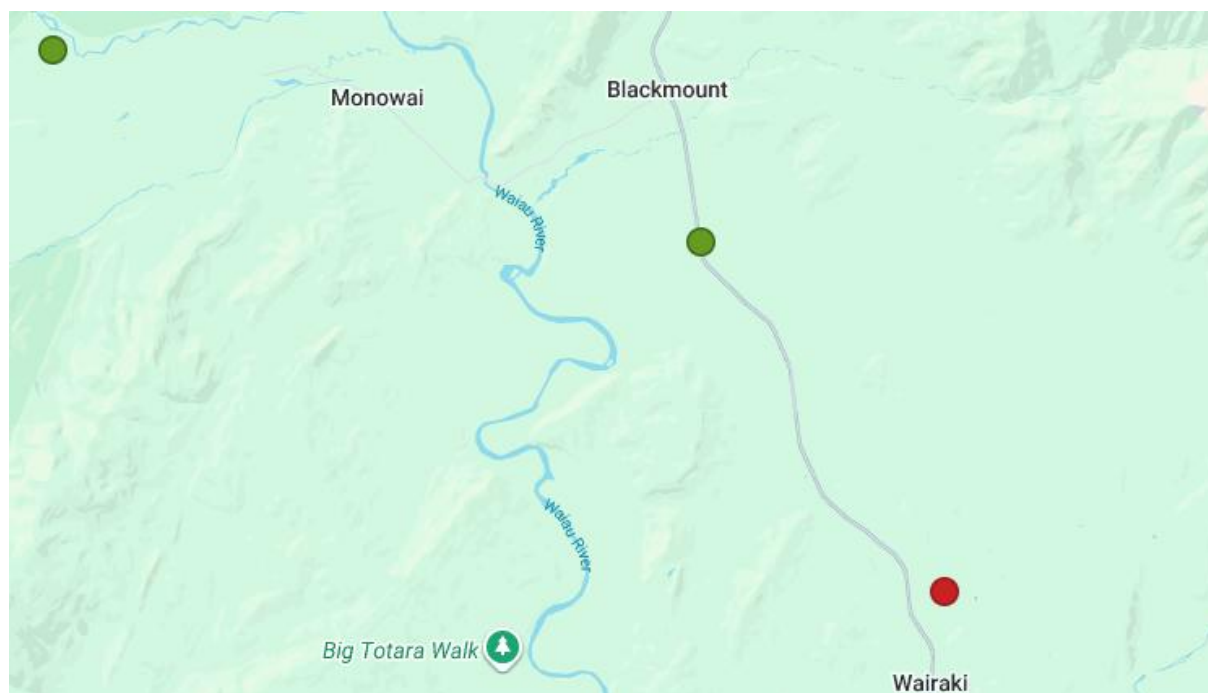 Monowai
Blackmount
Waiau River
Waiau River
Big Totara Walk
Wairaki